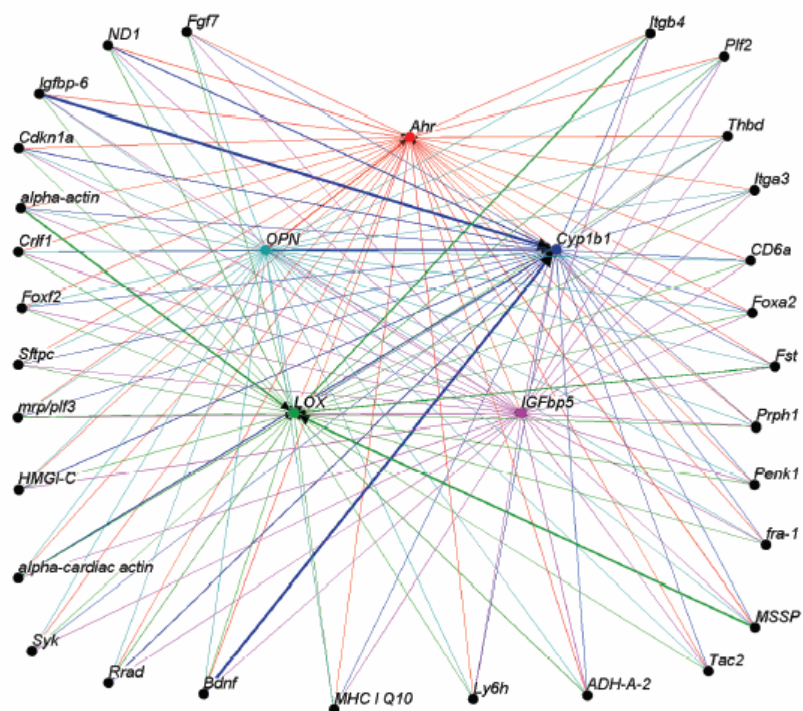 Fgf7
Itgb4
ND1
Plf2
Igfbp-6
Ahr
Thbd
Cdkn1a
Itga3
alpha-actin
Crlf1
OPN
Cyp1b1
CD6a
Foxf2
Foxa2
Sftpc
Fst
mrp/plf3
LOX
IGFbp5
Prph1
HMGI-C
Penk1
fra-1
alpha-cardiac actin
MSSP
Syk
Tac2
Rrad
Bdnf
MHC I Q10
Ly6h
ADH-A-2